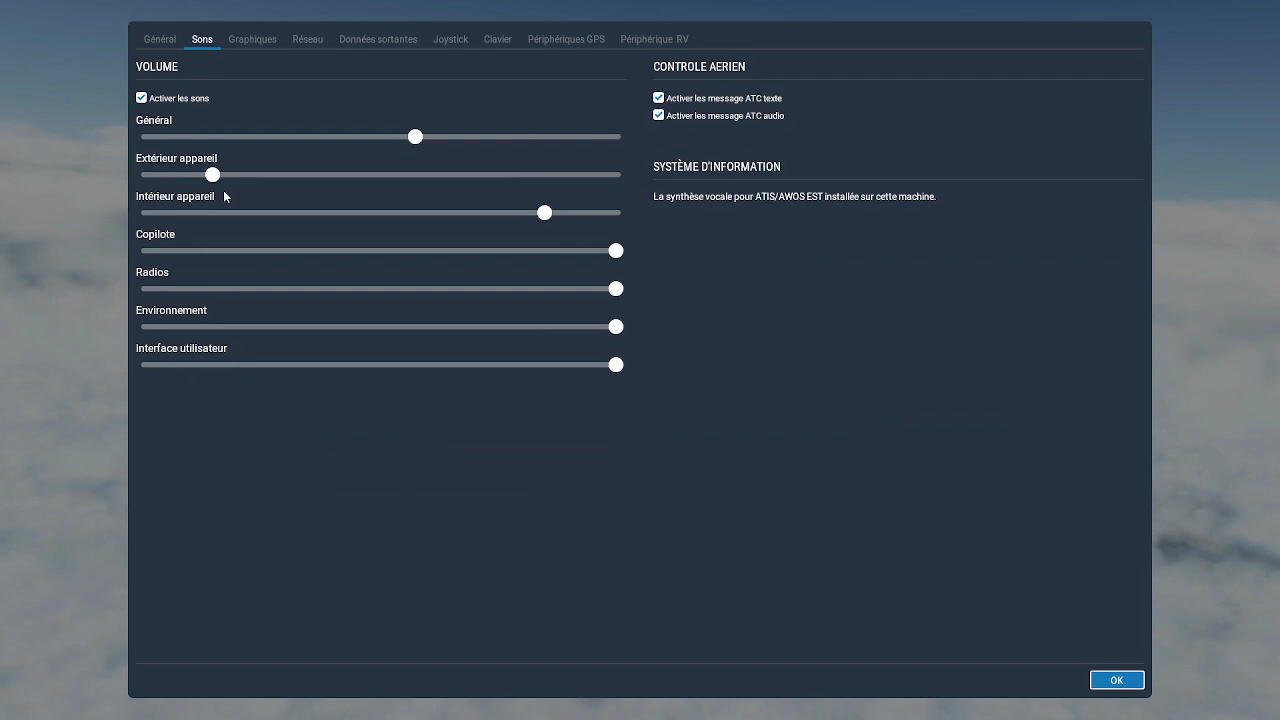 Général Sons Graphiques Réseau Données sortantes Joystick Clavier Périphériques GPS Périphérique RV
VOLUME
Activer les sons
Général
Extérieur appareil
Intérieur appareil
Copilote
Radios
Environnement
Interface utilisateur
CONTROLE AERIEN
Activer les message ATC texte
Activer les message ATC audio
SYSTÈME D'INFORMATION
La synthèse vocale pour ATIS/AWOS EST installée sur cette machine.
OK